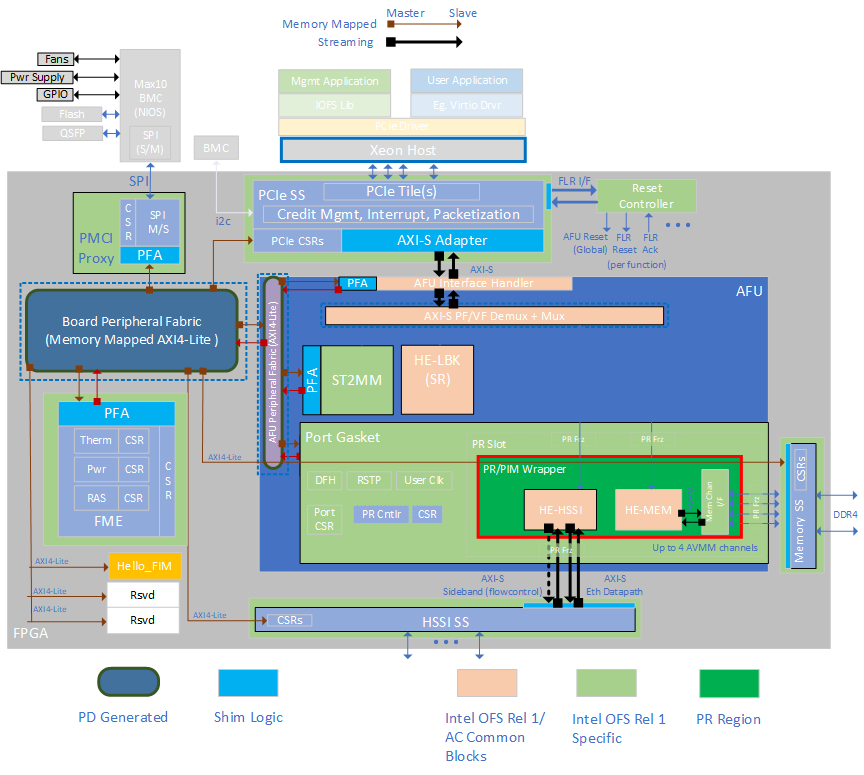 Master
Slave
Memory Mapped
Streaming
Fans
Pwr Supply
GPIO
Flash
QSFP
Max10
BMC
(NIOS)
SPI
(S/M)
BMC
Mgmt Application
User Application
IOFS Lib
Eg. Virtio Drvr
PCIe Driver
Xeon Host
SPI
i2c
PCIe SS
PCIe Tile(s)
Credit Mgmt, Interrupt, Packetization
PCIe CSRs
AXI-S Adapter
FLR I/F
Reset
Controller
AFU Reset
(Global)
FLR
Reset
FLR
Ack
(per function)
PMCI
Proxy
CSR
SPI
M/S
PFA
AXI-S
AFU
PFA
AFU Interface Handler
AXI-S PF/VF Demux + Mux
Board Peripheral Fabric
(Memory Mapped AXI4-Lite )
AFU Peripheral Fabric (AXI4-Lite)
PFA
ST2MM
HE-LBK
(SR)
PFA
Therm
CSR
Pwr
CSR
RAS
CSR
CSR
FME
AXI4-Lite
Port Gasket
PR Slot
PR Frz
PR Frz
PR/PIM Wrapper
DFH
RSTP
User Clk
Port
CSR
PR Cntlr
CSR
HE-HSSI
HE-MEM
Mem Chan
I/F
PR Frz
PR Frz
Up to 4 AVMM channels
CSRs
Memory SS
DDR4
AXI4-Lite
Hello_FIM
AXI4-Lite
Rsvd
AXI4-Lite
Rsvd
FPGA
AXI4-Lite
AXI-S
Sideband (flowcontrol)
AXI-S
Eth Datapath
CSRs
HSSI SS
PD Generated
Shim Logic
Intel OFS Rel 1/
AC Common
Blocks
Intel OFS Rel 1
Specific
PR Region